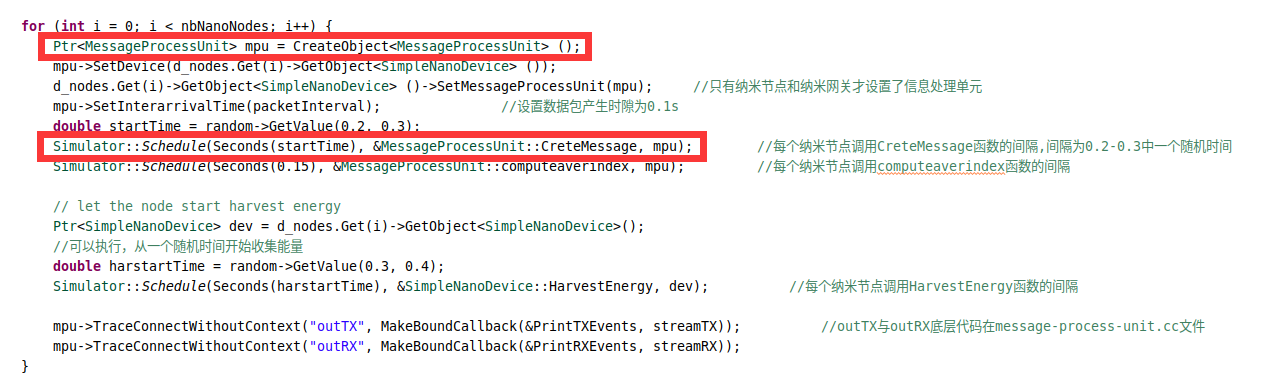 for (int i = 0; i < nbNanoNodes; i++) {
Ptr<MessageProcessUnit> mpu = CreateObject<MessageProcessUnit> ();
mpu->SetDevice(d_nodes.Get(i)->GetObject<SimpleNanoDevice> ());
d_nodes.Get(i)->GetObject<SimpleNanoDevice> ()->SetMessageProcessUnit(mpu); //只有纳米节点和纳米网关才设置了信息处理单元
mpu->SetInterarrivalTime(packetInterval); //设置数据包产生时隙为0.1s
double startTime = random->GetValue(0.2, 0.3);
Simulator::Schedule(Seconds(startTime), &MessageProcessUnit::CreteMessage, mpu); //每个纳米节点调用CreteMessage函数的间隔,间隔为0.2-0.3中一个随机时间
Simulator::Schedule(Seconds(0.15), &MessageProcessUnit::computeaverindex, mpu); //每个纳米节点调用computeaverindex函数的间隔
// let the node start harvest energy
Ptr<SimpleNanoDevice> dev = d_nodes.Get(i)->GetObject<SimpleNanoDevice>();
//可以执行，从一个随机时间开始收集能量
double harstartTime = random->GetValue(0.3, 0.4);
Simulator::Schedule(Seconds(harstartTime), &SimpleNanoDevice::HarvestEnergy, dev); //每个纳米节点调用HarvestEnergy函数的间隔
mpu->TraceConnectWithoutContext("outTX", MakeBoundCallback(&PrintTXEvents, streamTX)); //outTX与outRX底层代码在message-process-unit.cc文件
mpu->TraceConnectWithoutContext("outRX", MakeBoundCallback(&PrintRXEvents, streamRX));
}